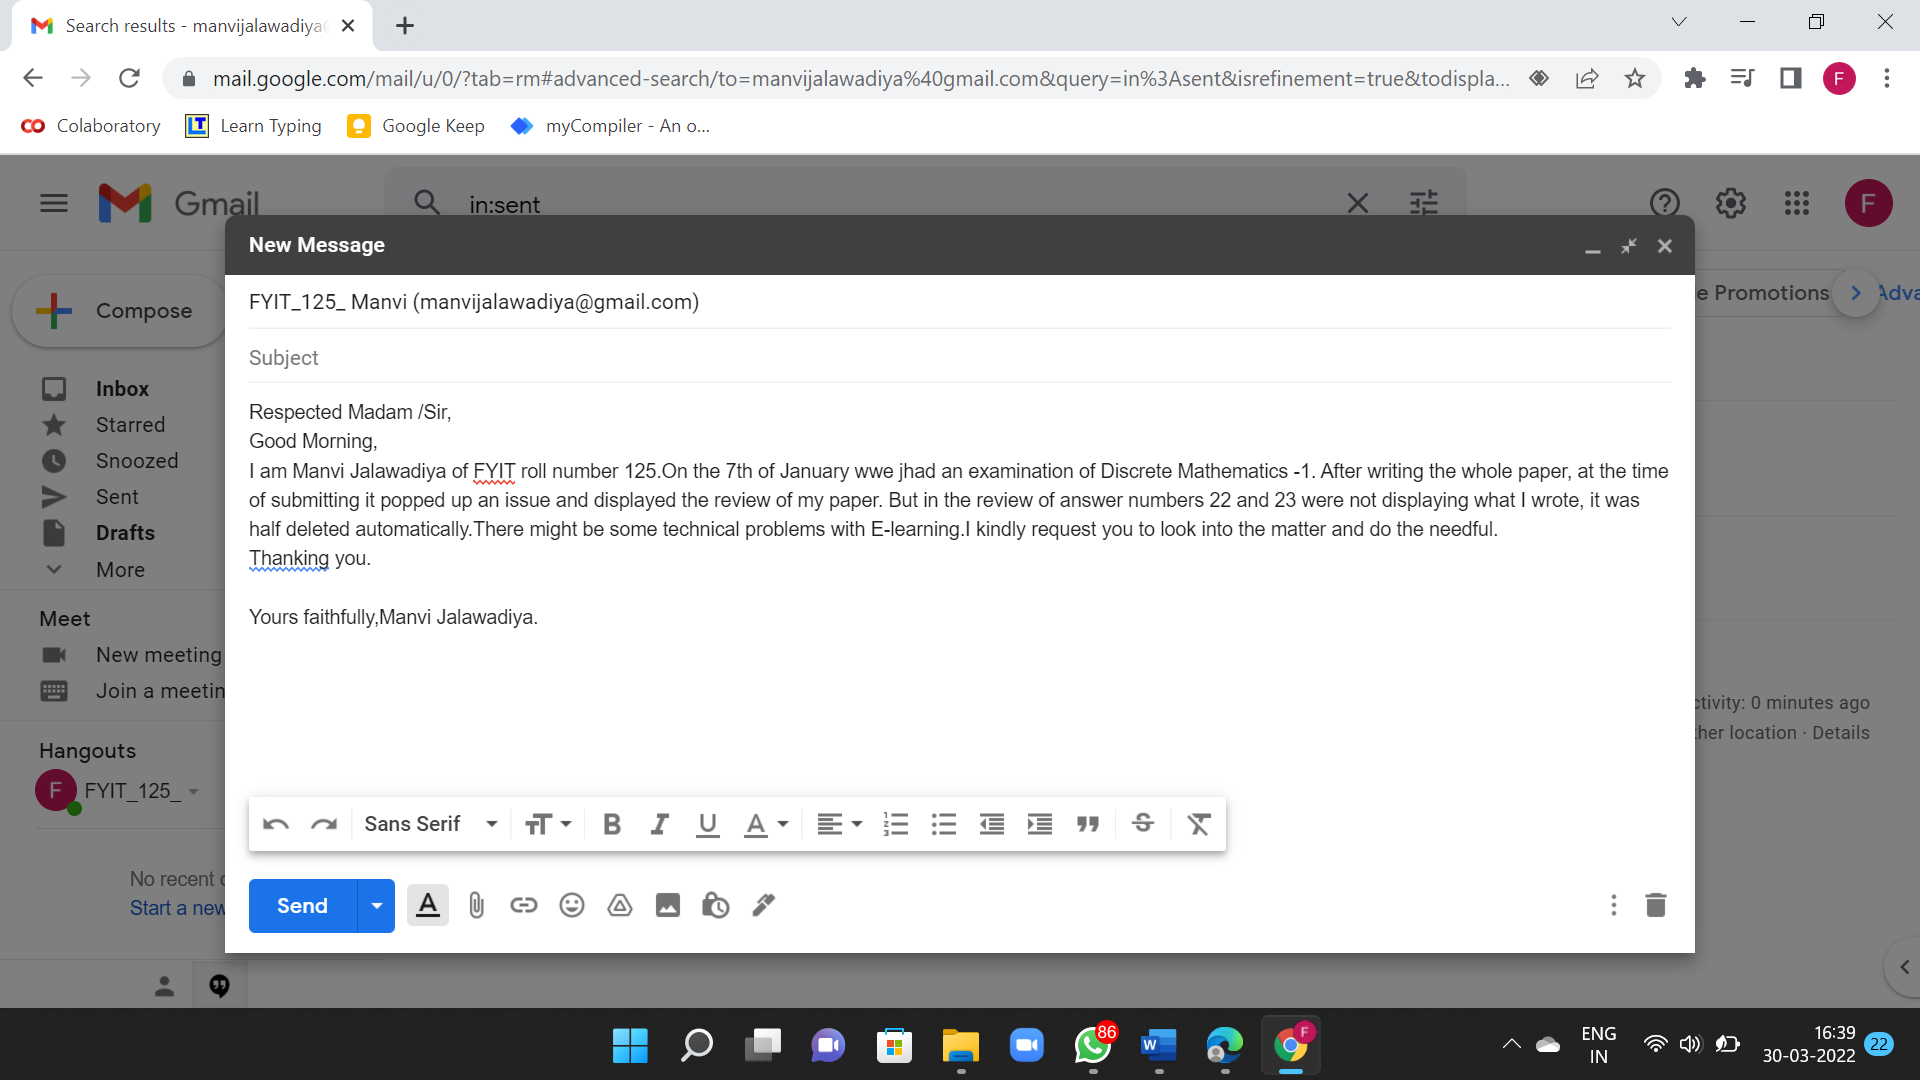 Search results - manvijalawadiya
mail.google.com/mail/u/0/?tab=rm#advanced-search/to=manvijalawadiya%40gmail.com&query=in%3Asent&isrefinement=true&todispla...
F
Colaboratory
LT Learn Typing
Google Keep
myCompiler - An o...
Gmail
in:sent
F
New Message
Compose
FYIT_125_ Manvi (manvijalawadiya@gmail.com)
e Promotions
Adva
Subject
Inbox
Starred
Snoozed
Sent
Drafts
More
Respected Madam /Sir,
Good Morning,
I am Manvi Jalawadiya of FYIT roll number 125.On the 7th of January wwe jhad an examination of Discrete Mathematics -1. After writing the whole paper, at the time
of submitting it popped up an issue and displayed the review of my paper. But in the review of answer numbers 22 and 23 were not displaying what I wrote, it was
half deleted automatically.There might be some technical problems with E-learning.I kindly request you to look into the matter and do the needful.
Thanking you.
Yours faithfully,Manvi Jalawadiya.
Meet
New meeting
Join a meetin
ctivity: 0 minutes ago
ther location · Details
Hangouts
F FYIT_125_
No recent c
Start a new
Sans Serif
Send
86
W
F
ENG
IN
16:39
30-03-2022
22